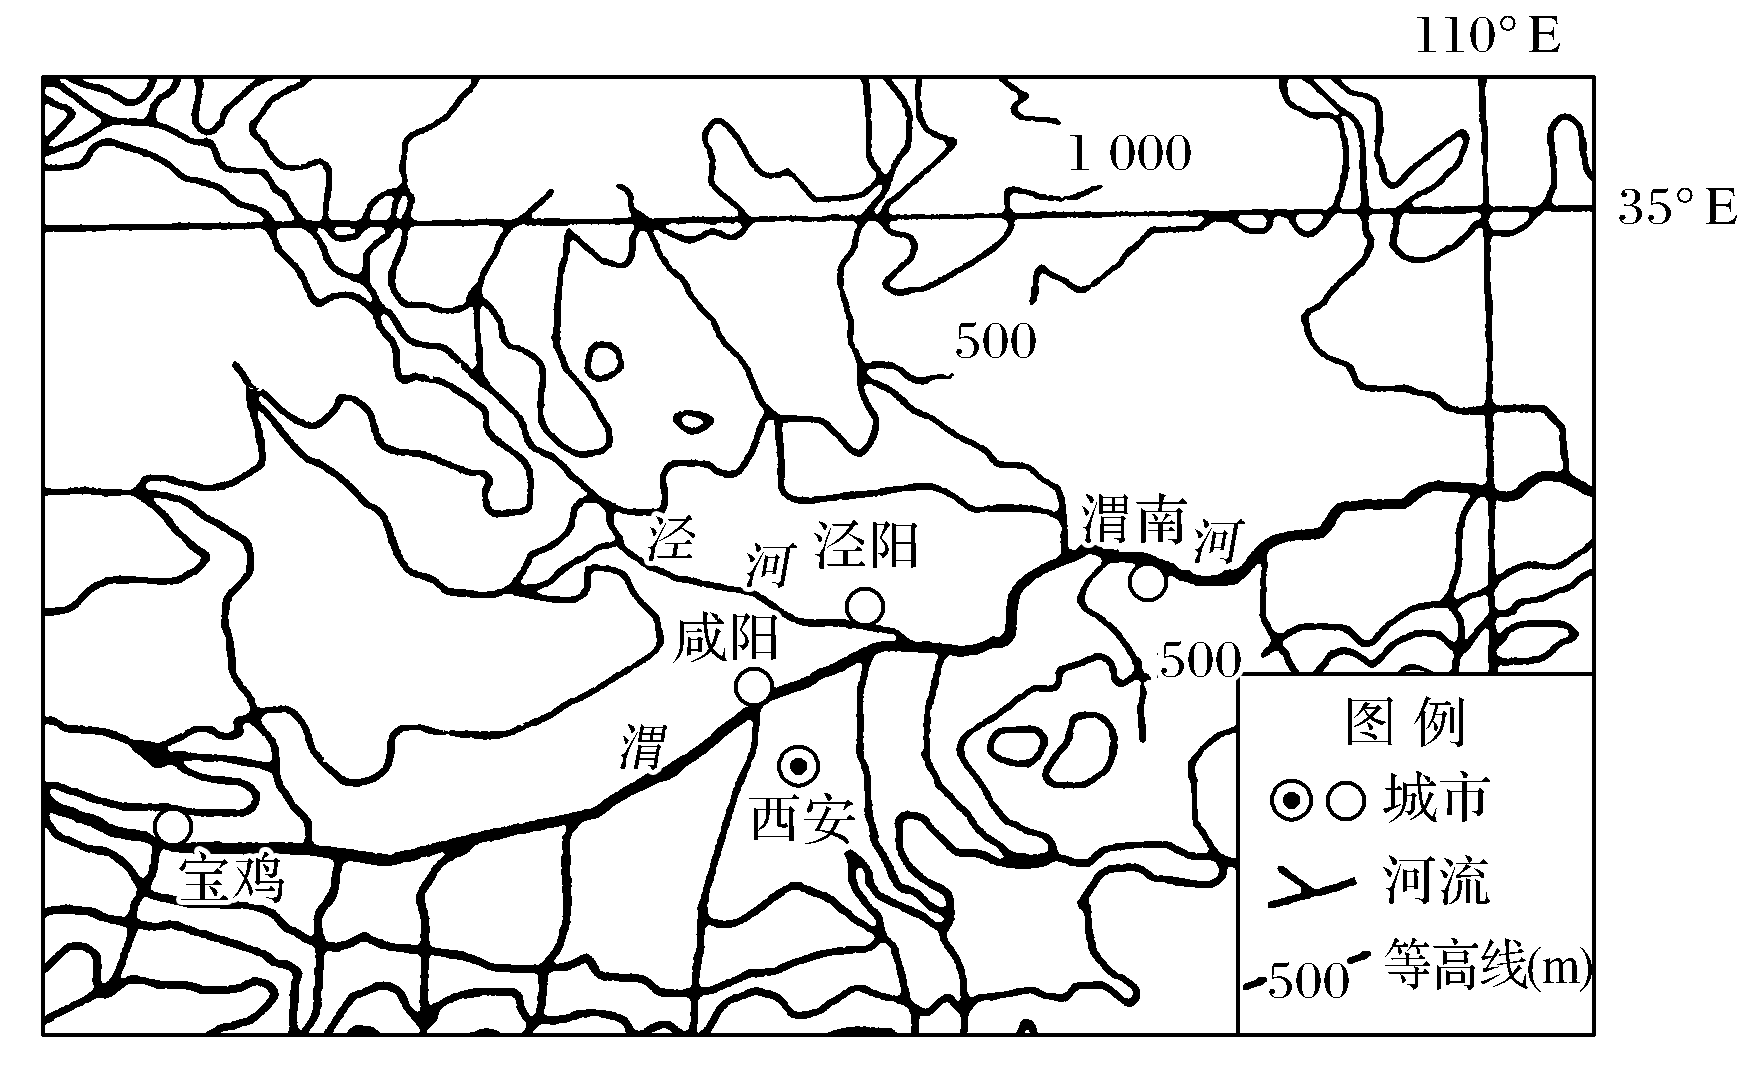 110° E
1 000
35° E
500
渭南
河
泾
河
泾阳
咸阳
500
渭
西安
宝鸡
图 例
城市
河流
500
等高线(m)